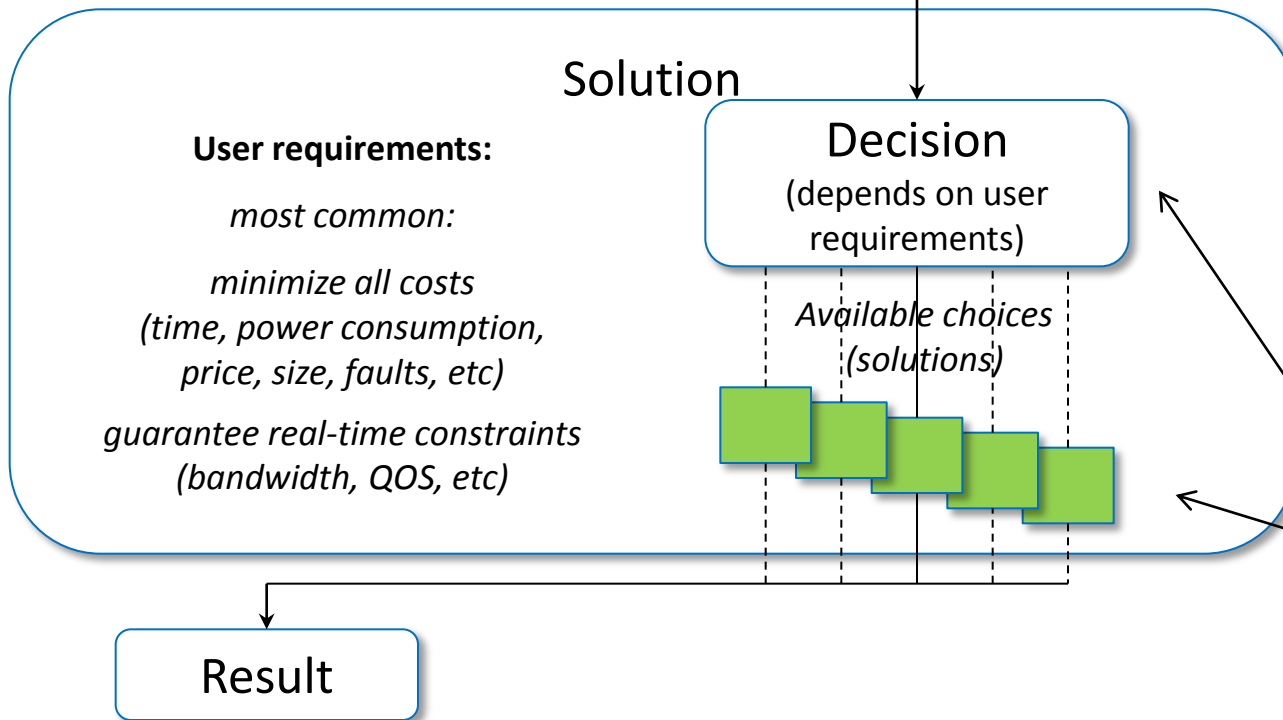 Solution
User requirements:
most common:
minimize all costs
(time, power consumption,
price, size, faults, etc)
guarantee real-time constraints
(bandwidth, QOS, etc)
Decision
(depends on user
requirements)
Available choices
(solutions)
Result